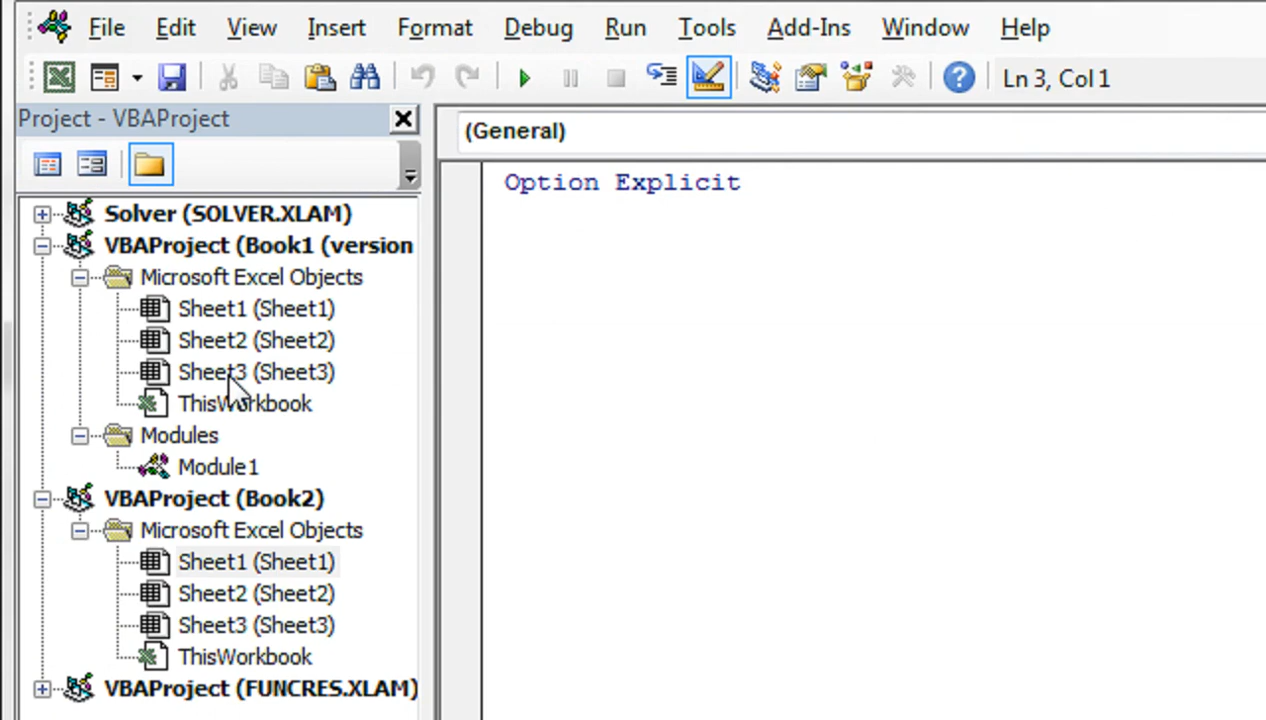 File Edit View Insert Format Debug Run Tools Add-Ins Window Help
Ln 3, Col 1
Project - VBAProject
(General)
Option Explicit
Solver (SOLVER.XLAM)
VBAProject (Book1 (version
Microsoft Excel Objects
Sheet1 (Sheet1)
Sheet2 (Sheet2)
Sheet3 (Sheet3)
ThisWorkbook
Modules
Module1
VBAProject (Book2)
Microsoft Excel Objects
Sheet1 (Sheet1)
Sheet2 (Sheet2)
Sheet3 (Sheet3)
ThisWorkbook
VBAProject (FUNCRES.XLAM)